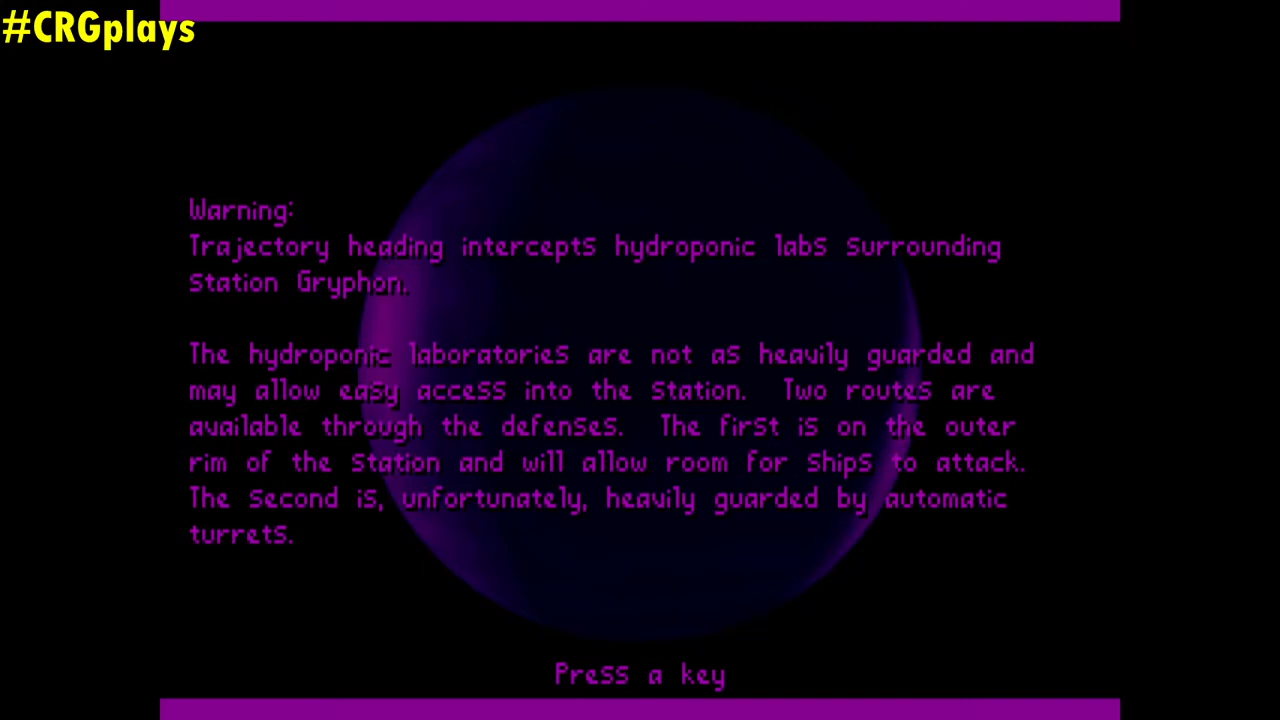 #CRGplays
Warning:
Trajectory heading intercepts hydroponic labs surrounding
Station Gryphon.
The hydroponic laboratories are not as heavily guarded and
may allow easy access into the station. Two routes are
available through the defenses. The first is on the outer
rim of the station and will allow room for ships to attack.
The second is, unfortunately, heavily guarded by automatic
turrets.
Press a key